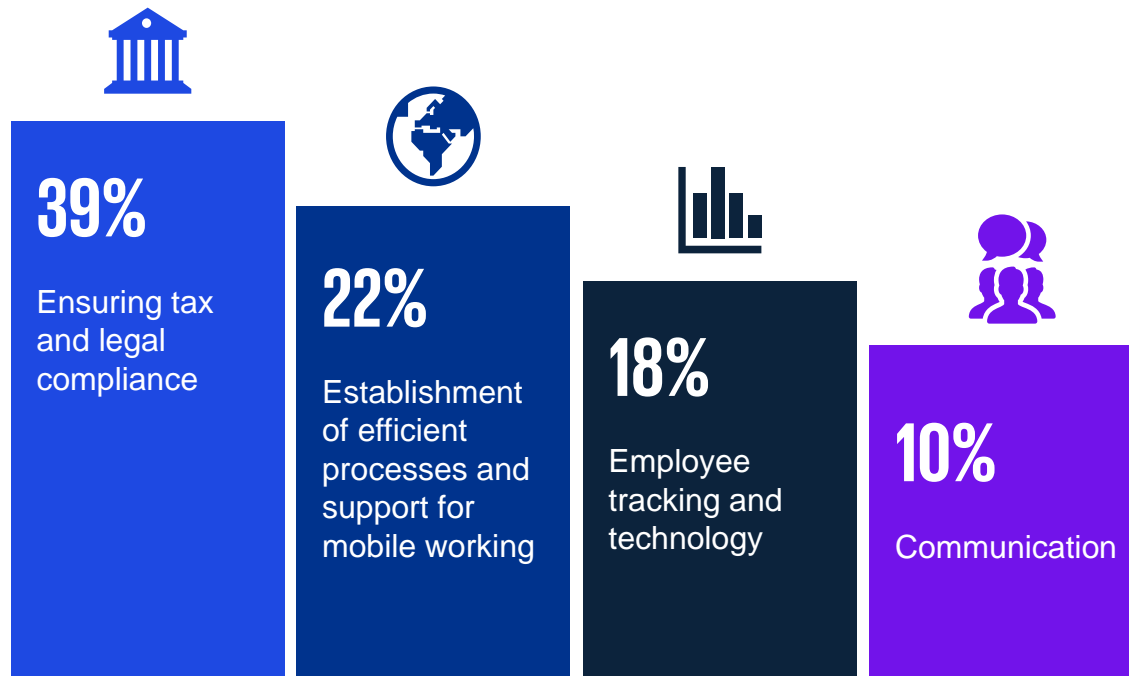 39%
Ensuring tax
and legal
compliance
22%
Establishment
of efficient
processes and
support for
mobile working
18%
Employee
tracking and
technology
10%
Communication